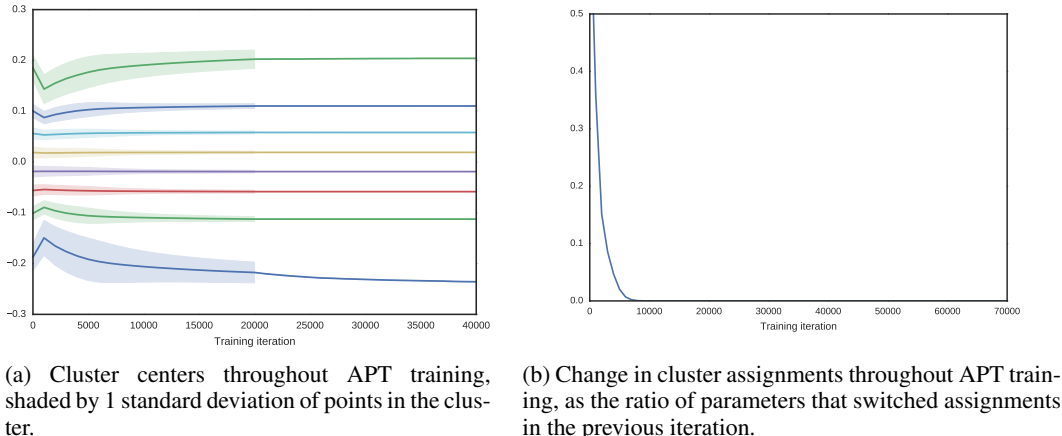 0.3
0.2
0.1
0.0
−0.1
−0.2
−0.3
0 5000 10000 15000 20000 25000 30000 35000 40000
Training iteration
(a) Cluster centers throughout APT training,
shaded by 1 standard deviation of points in the clus-
ter.
0.5
0.4
0.3
0.2
0.1
0.0
0 10000 20000 30000 40000 50000 60000 70000
Training iteration
(b) Change in cluster assignments throughout APT train-
ing, as the ratio of parameters that switched assignments
in the previous iteration.